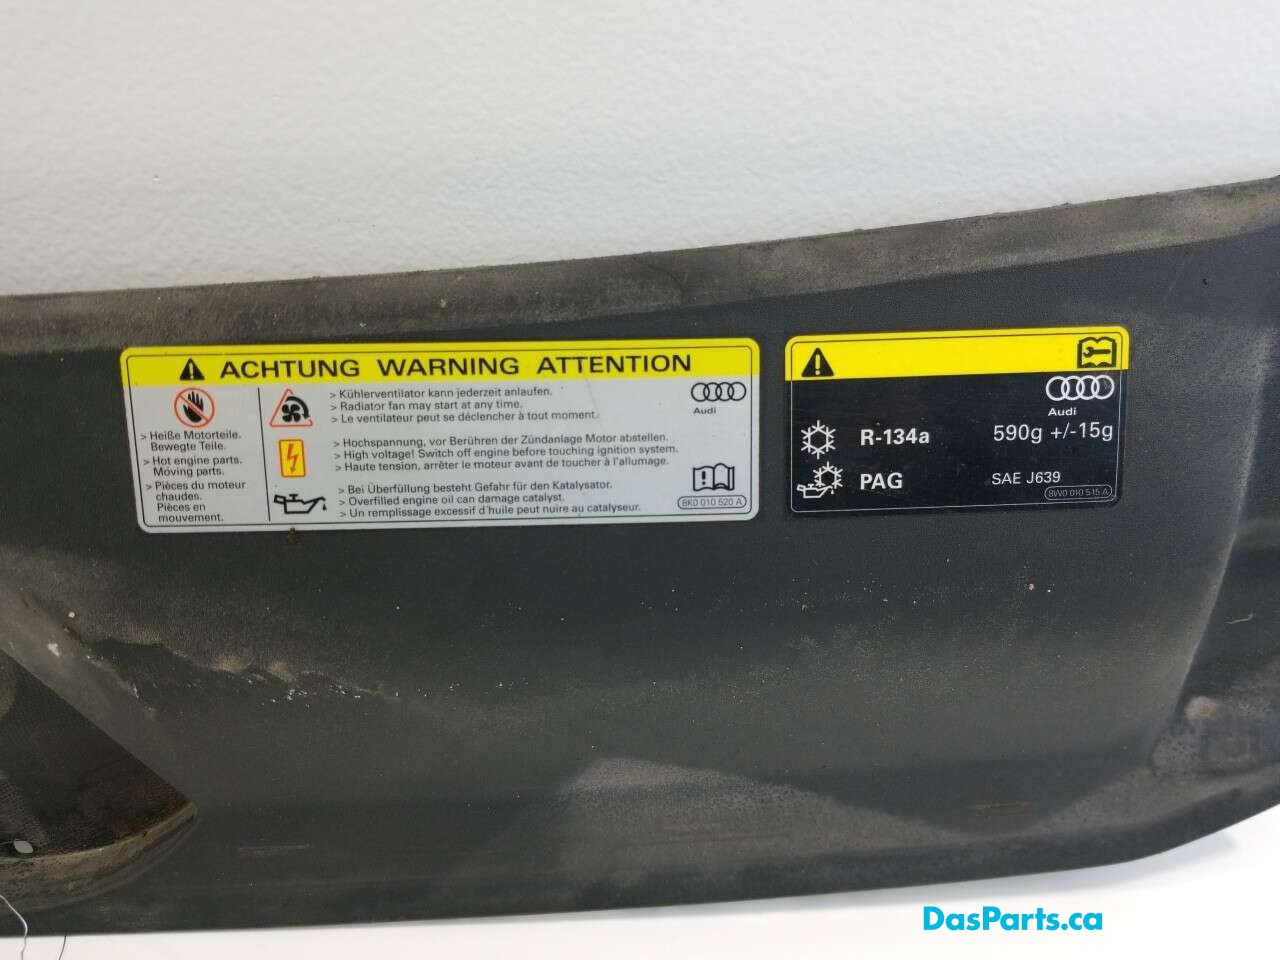 ACHTUNG WARNING ATTENTION
> Heiße Motorteile.
Bewegte Teile.
> Hot engine parts.
Moving parts.
> Pièces du moteur
chaudes.
Pièces en
mouvement.
> Kühlerventilator kann jederzeit anlaufen.
> Radiator fan may start at any time.
> Le ventilateur peut se déclencher à tout moment.
> Hochspannung, vor Berühren der Zündanlage Motor abstellen.
> High voltage! Switch off engine before touching ignition system.
> Haute tension, arrêter le moteur avant de toucher à l'allumage.
> Bei Überfüllung besteht Gefahr für den Katalysator.
> Overfilled engine oil can damage catalyst.
> Un remplissage excessif d'huile peut nuire au catalyseur.
Audi
8K0 010 520 A
Audi
R-134a 590g +/-15g
PAG SAE J639
8W0 010 515 A
DasParts.ca